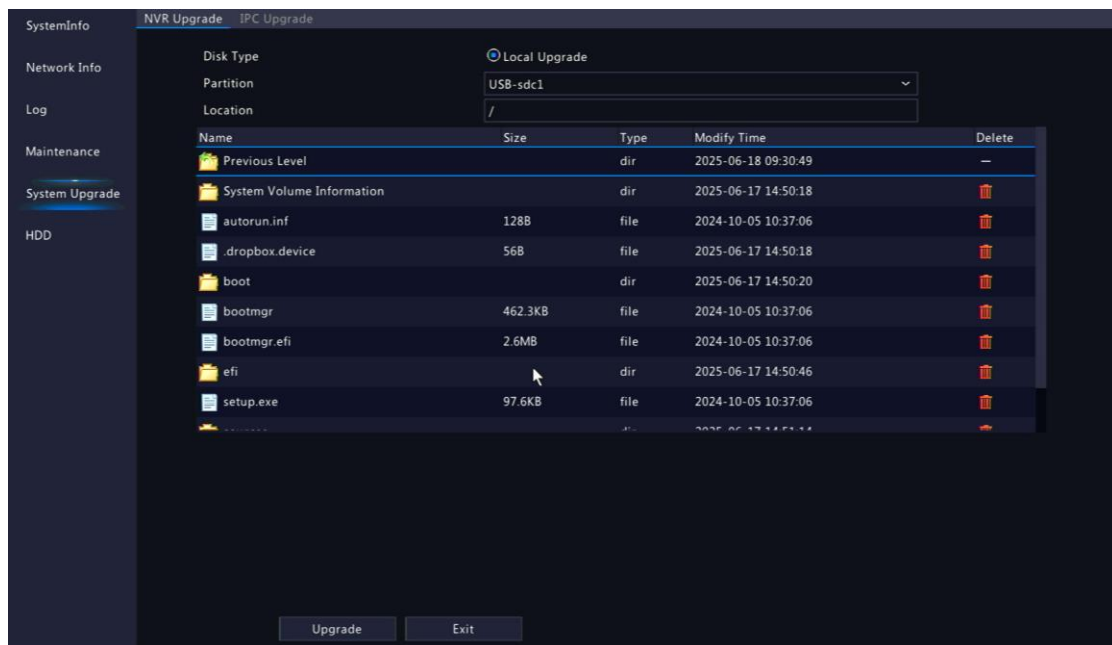 SystemInfo
Network Info
Log
Maintenance
System Upgrade
HDD
NVR Upgrade IPC Upgrade
Disk Type Local Upgrade
Partition USB-sdc1
Location /
Name Size Type Modify Time Delete
Previous Level dir 2025-06-18 09:30:49 —
System Volume Information dir 2025-06-17 14:50:18
autorun.inf 128B file 2024-10-05 10:37:06
.dropbox.device 56B file 2025-06-17 14:50:18
boot dir 2025-06-17 14:50:20
bootmgr 462.3KB file 2024-10-05 10:37:06
bootmgr.efi 2.6MB file 2024-10-05 10:37:06
efi dir 2025-06-17 14:50:46
setup.exe 97.6KB file 2024-10-05 10:37:06
Upgrade Exit